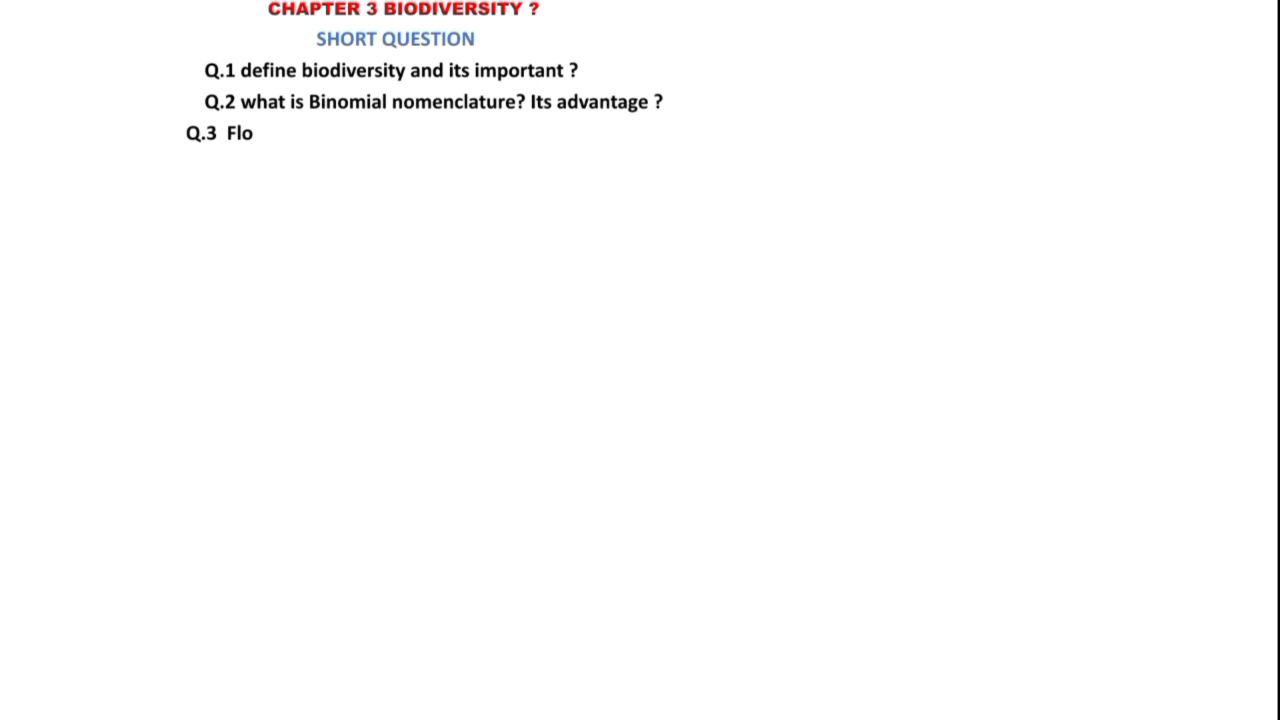 CHAPTER 3 BIODIVERSITY ?
SHORT QUESTION
Q.1 define biodiversity and its important ?
Q.2 what is Binomial nomenclature? Its advantage ?
Q.3 Flo